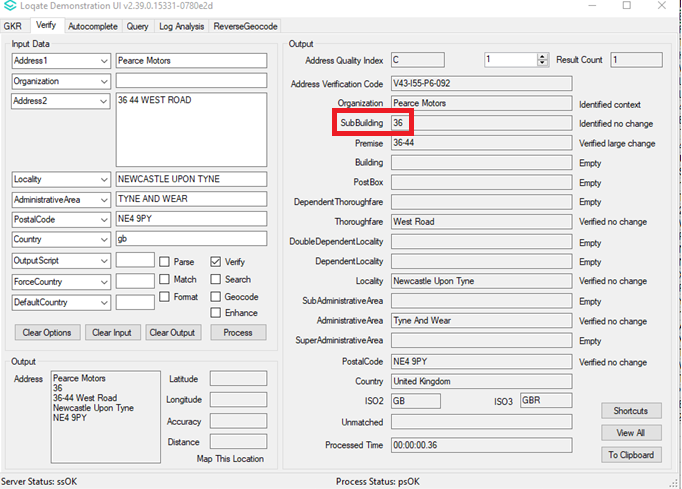 Loqate Demonstration UI v2.39.0.15331-0780e2d
GKR Verify Autocomplete Query Log Analysis ReverseGeocode
Input Data
Address1 Pearce Motors
Organization
Address2 36 44 WEST ROAD
Locality NEWCASTLE UPON TYNE
AdministrativeArea TYNE AND WEAR
PostalCode NE4 9PY
Country gb
OutputScript Parse Verify
ForceCountry Match Search
DefaultCountry Format Geocode
Enhance
Clear Options Clear Input Clear Output Process
Output
Address Pearce Motors
36
36-44 West Road
Newcastle Upon Tyne
NE4 9PY
Latitude
Longitude
Accuracy
Distance
Map This Location
Output
Address Quality Index C 1 Result Count 1
Address Verification Code V43-I55-P6-092
Organization Pearce Motors Identified context
SubBuilding 36 Identified no change
Premise 36-44 Verified large change
Building Empty
PostBox Empty
DependentThoroughfare Empty
Thoroughfare West Road Verified no change
DoubleDependentLocality Empty
DependentLocality Empty
Locality Newcastle Upon Tyne Verified no change
SubAdministrativeArea Empty
AdministrativeArea Tyne And Wear Verified no change
SuperAdministrativeArea Empty
PostalCode NE4 9PY Verified no change
Country United Kingdom
ISO2 GB ISO3 GBR
Unmatched
Processed Time 00:00:00.36
Shortcuts
View All
To Clipboard
Server Status: ssOK Process Status: psOK